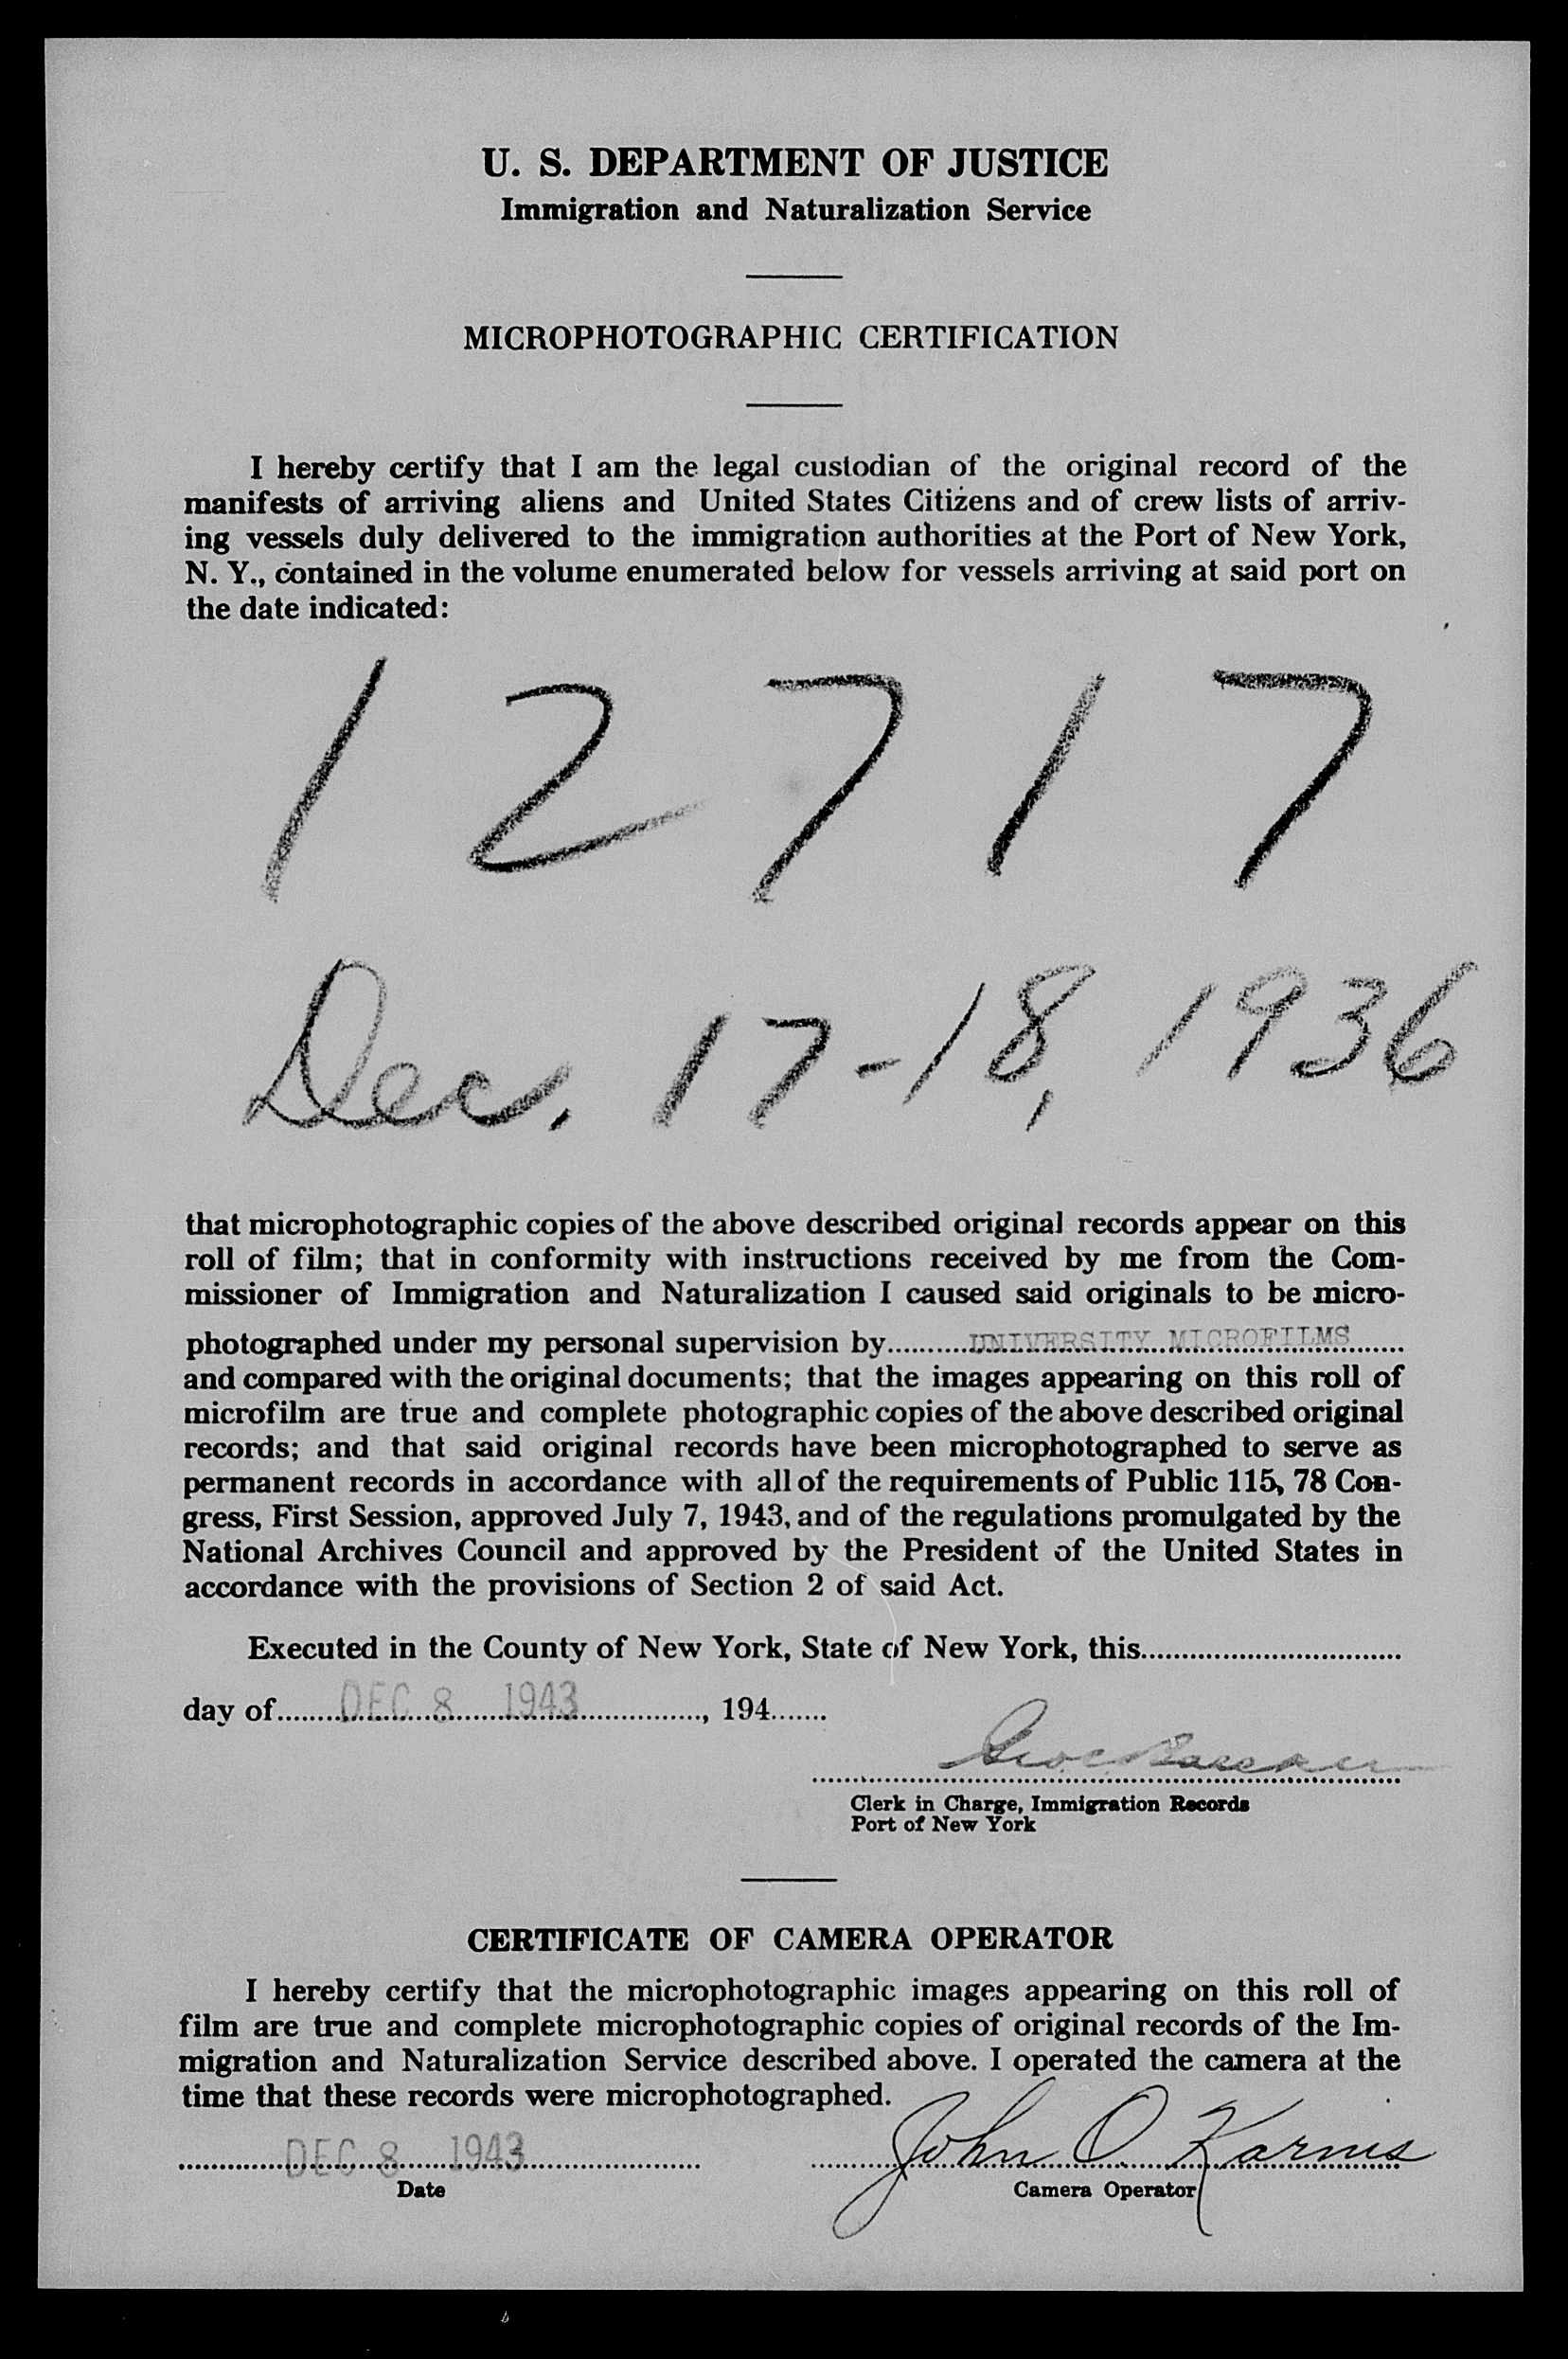 U. S. DEPARTMENT OF JUSTICE
Immigration and Naturalization Service
MICROPHOTOGRAPHIC CERTIFICATION
I hereby certify that I am the legal custodian of the original record of the
manifests of arriving aliens and United States Citizens and of crew lists of arriv-
ing vessels duly delivered to the immigration authorities at the Port of New York,
N. Y., contained in the volume enumerated below for vessels arriving at said port on
the date indicated:
12717
Dec. 17-18, 1936
that microphotographic copies of the above described original records appear on this
roll of film; that in conformity with instructions received by me from the Com-
missioner of Immigration and Naturalization I caused said originals to be micro-
photographed under my personal supervision by UNIVERSITY MICROFILMS
and compared with the original documents; that the images appearing on this roll of
microfilm are true and complete photographic copies of the above described original
records; and that said original records have been microphotographed to serve as
permanent records in accordance with all of the requirements of Public 115, 78 Con-
gress, First Session, approved July 7, 1943, and of the regulations promulgated by the
National Archives Council and approved by the President of the United States in
accordance with the provisions of Section 2 of said Act.
Executed in the County of New York, State of New York, this
day of DEC 8 1943, 194
Clerk in Charge, Immigration Records
Port of New York
CERTIFICATE OF CAMERA OPERATOR
I hereby certify that the microphotographic images appearing on this roll of
film are true and complete microphotographic copies of original records of the Im-
migration and Naturalization Service described above. I operated the camera at the
time that these records were microphotographed.
DEC 8 1943 John O. Karms
Date Camera Operator